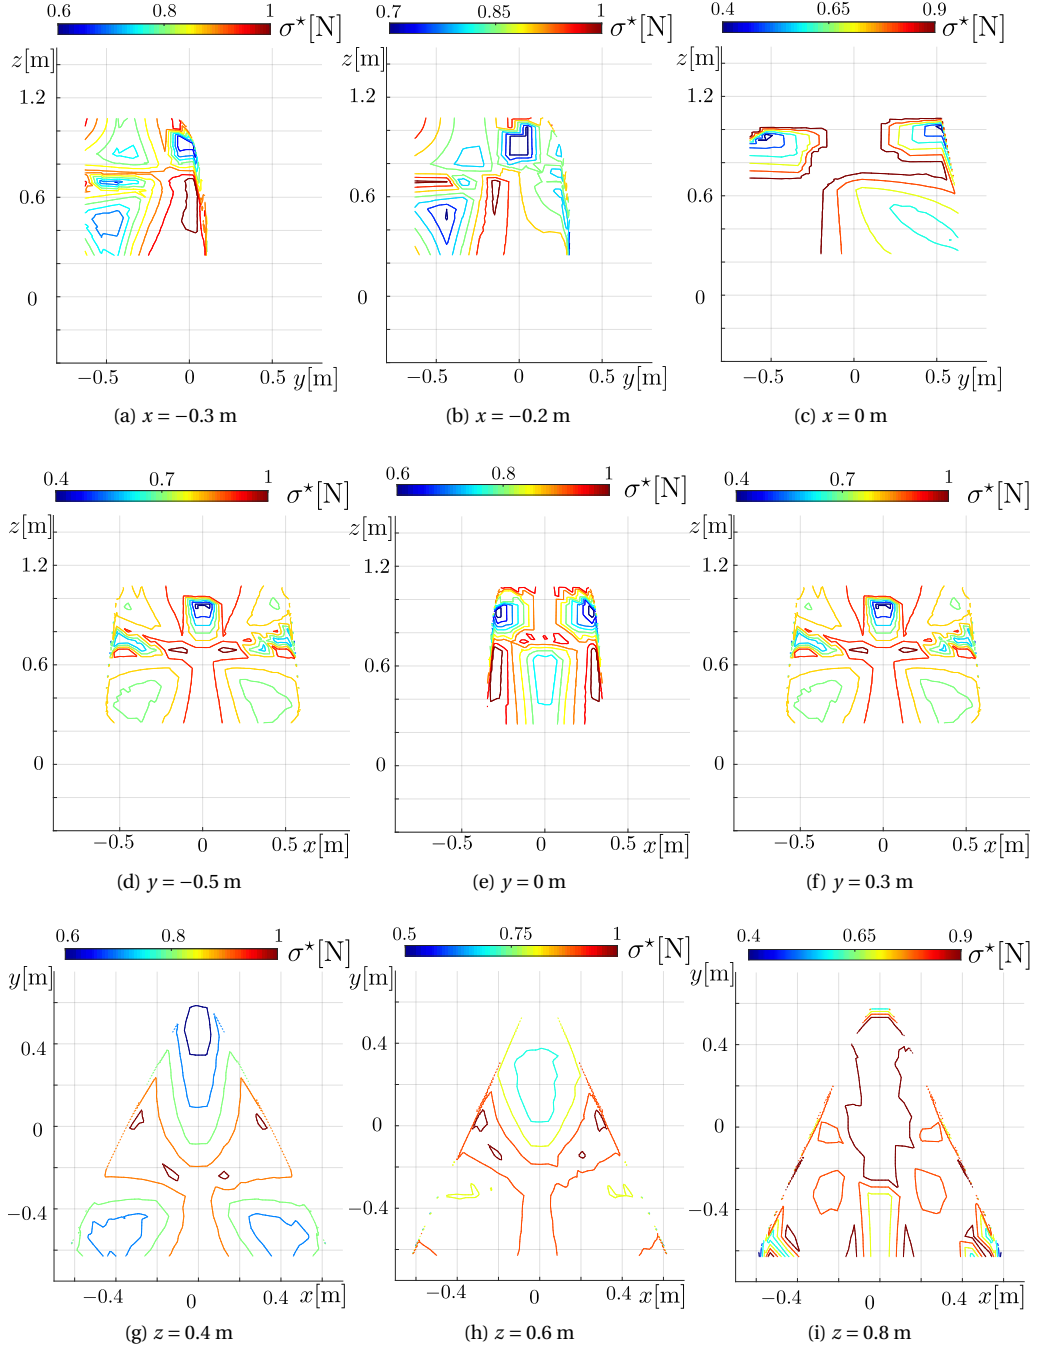 0.6 0.8 1 σ⋆[N]
z[m]
1.2
0.6
0
−0.5 0 0.5 y[m]
(a) x = −0.3 m
0.7 0.85 1 σ⋆[N]
z[m]
1.2
0.6
0
−0.5 0 0.5 y[m]
(b) x = −0.2 m
0.4 0.65 0.9 σ⋆[N]
z[m]
1.2
0.6
0
−0.5 0 0.5 y[m]
(c) x = 0 m
0.4 0.7 1 σ⋆[N]
z[m]
1.2
0.6
0
−0.5 0 0.5 x[m]
(d) y = −0.5 m
0.6 0.8 1 σ⋆[N]
z[m]
1.2
0.6
0
−0.5 0 0.5 x[m]
(e) y = 0 m
0.4 0.7 1 σ⋆[N]
z[m]
1.2
0.6
0
−0.5 0 0.5 x[m]
(f) y = 0.3 m
0.6 0.8 1 σ⋆[N]
y[m]
0.4
0
−0.4
−0.4 0 0.4 x[m]
(g) z = 0.4 m
0.5 0.75 1 σ⋆[N]
y[m]
0.4
0
−0.4
−0.4 0 0.4 x[m]
(h) z = 0.6 m
0.4 0.65 0.9 σ⋆[N]
y[m]
0.4
0
−0.4
−0.4 0 0.4 x[m]
(i) z = 0.8 m